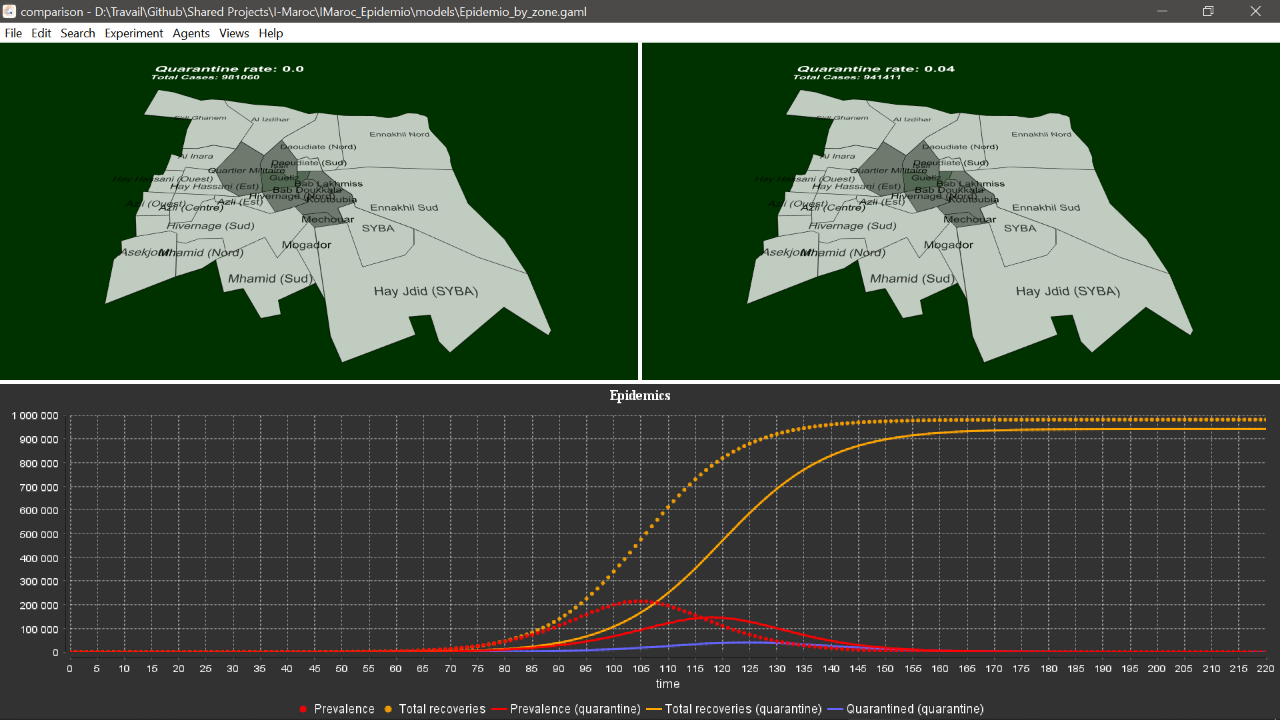 comparison - D:\Travail\Github\Shared Projects\I-Maroc\IMaroc_Epidemio\models\Epidemio_by_zone.gaml
File Edit Search Experiment Agents Views Help
Quarantine rate: 0.0
Total Cases: 981060
Sidi Ghanem
Al Izdihar
Ennakhil Nord
Daoudiate (Nord)
Al Inara
Daoudiate (Sud)
Quartier Militaire
Hay Hassani (Ouest)
Gueliz
Bab Lakhmiss
Hay Hassani (Est)
Bab Doukkala
Hivernage (Nord)
Koutoubia
Azli (Ouest)
Azli (Centre)
Azli (Est)
Ennakhil Sud
Mechouar
Hivernage (Sud)
SYBA
Mogador
Asekjour
Mhamid (Nord)
Mhamid (Sud)
Hay Jdid (SYBA)
Quarantine rate: 0.04
Total Cases: 941411
Sidi Ghanem
Al Izdihar
Ennakhil Nord
Daoudiate (Nord)
Al Inara
Daoudiate (Sud)
Quartier Militaire
Hay Hassani (Ouest)
Gueliz
Bab Lakhmiss
Hay Hassani (Est)
Bab Doukkala
Hivernage (Nord)
Koutoubia
Azli (Ouest)
Azli (Centre)
Azli (Est)
Ennakhil Sud
Mechouar
Hivernage (Sud)
SYBA
Mogador
Asekjour
Mhamid (Nord)
Mhamid (Sud)
Hay Jdid (SYBA)
Epidemics
1 000 000
900 000
800 000
700 000
600 000
500 000
400 000
300 000
200 000
100 000
0
0 5 10 15 20 25 30 35 40 45 50 55 60 65 70 75 80 85 90 95 100 105 110 115 120 125 130 135 140 145 150 155 160 165 170 175 180 185 190 195 200 205 210 215 220
time
Prevalence Total recoveries Prevalence (quarantine) Total recoveries (quarantine) Quarantined (quarantine)